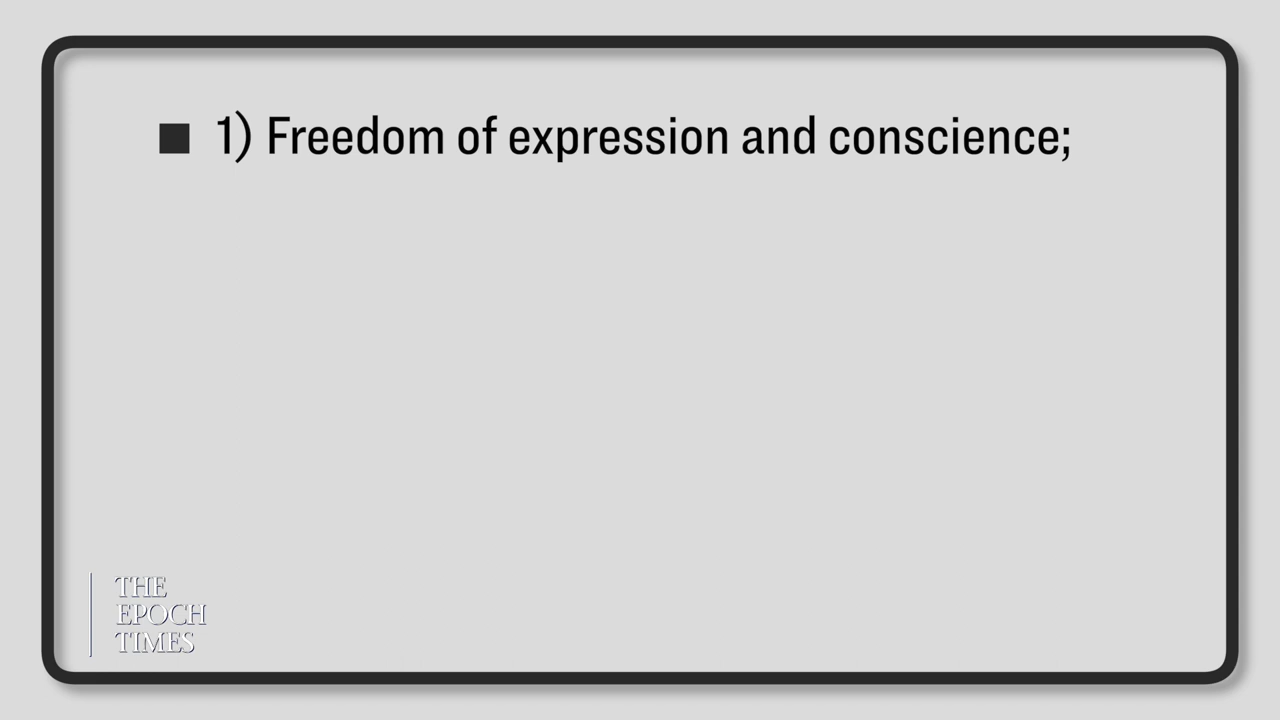 1) Freedom of expression and conscience;
THE
EPOCH
TIMES